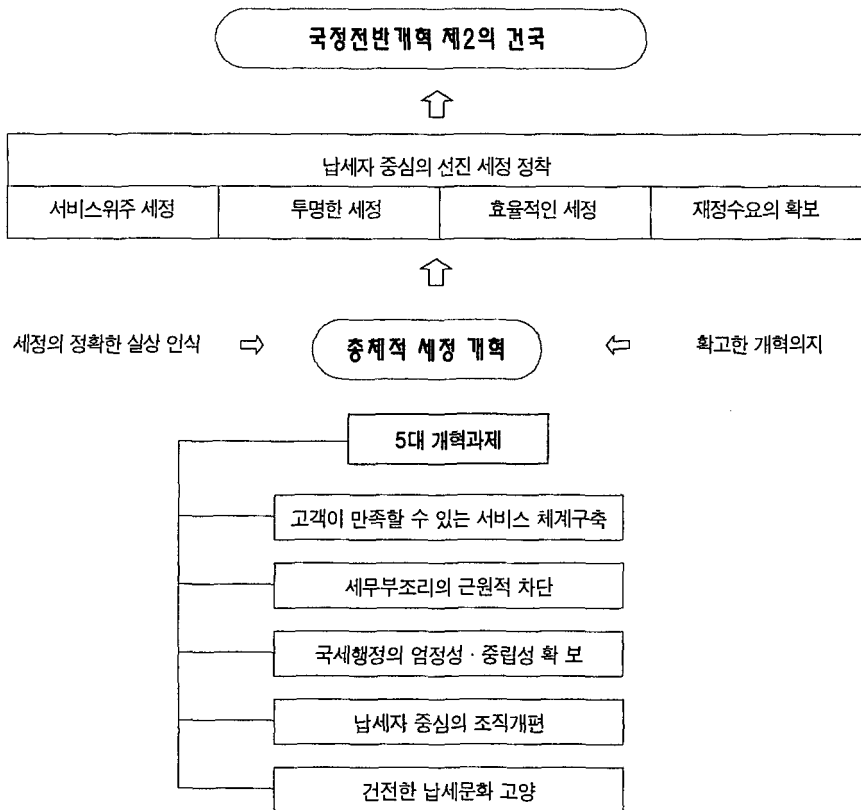 국정전반개혁 제2의 건국
납세자 중심의 선진 세정 정착
서비스위주 세정
투명한 세정
효율적인 세정
재정수요의 확보
세정의 정확한 실상 인식
총체적 세정 개혁
확고한 개혁의지
5대 개혁과제
고객이 만족할 수 있는 서비스 체계구축
세무부조리의 근원적 차단
국세행정의 엄정성 · 중립성 확 보
납세자 중심의 조직개편
건전한 납세문화 고양